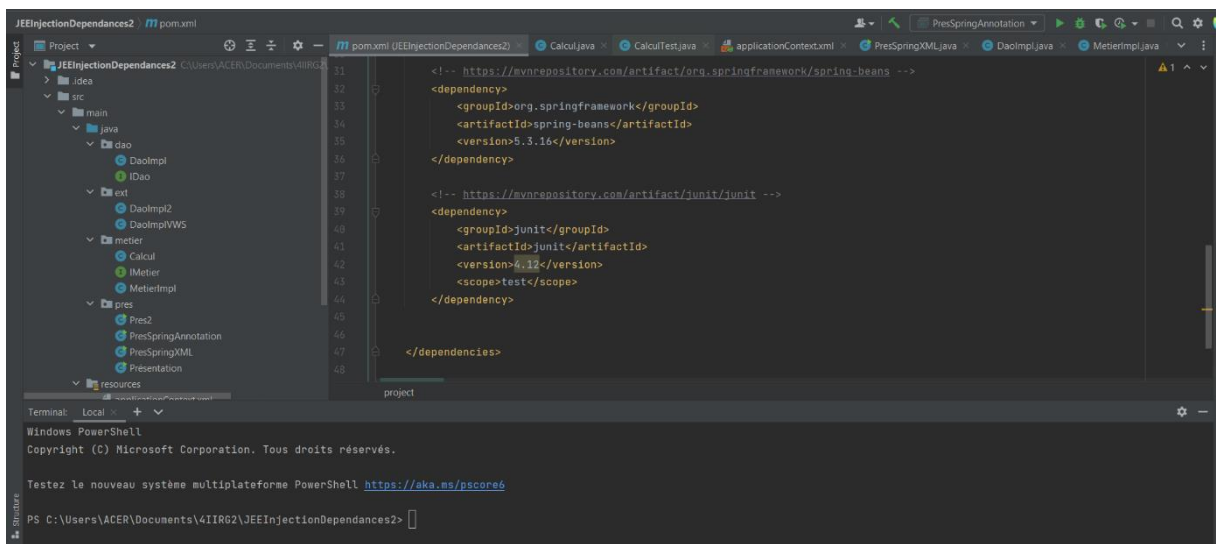 JEEInjectionDependances2 pom.xml
PresSpringAnnotation
Project
pom.xml (JEEInjectionDependances2)
Calcul.java
CalculTest.java
applicationContext.xml
PresSpringXML.java
DaoImpl.java
MetierImpl.java
Project
JEEInjectionDependances2 C:\Users\ACER\Documents\4IIRG2\
.idea
src
main
java
dao
DaoImpl
IDao
ext
DaoImpl2
DaoImplVWS
metier
Calcul
IMetier
MetierImpl
pres
Pres2
PresSpringAnnotation
PresSpringXML
Présentation
resources
applicationContext.xml
31 <!-- https://mvnrepository.com/artifact/org.springframework/spring-beans -->
32 <dependency>
33 <groupId>org.springframework</groupId>
34 <artifactId>spring-beans</artifactId>
35 <version>5.3.16</version>
36 </dependency>
37
38 <!-- https://mvnrepository.com/artifact/junit/junit -->
39 <dependency>
40 <groupId>junit</groupId>
41 <artifactId>junit</artifactId>
42 <version>4.12</version>
43 <scope>test</scope>
44 </dependency>
45
46
47 </dependencies>
48
1
project
Terminal: Local
Windows PowerShell
Copyright (C) Microsoft Corporation. Tous droits réservés.
Testez le nouveau système multiplateforme PowerShell https://aka.ms/pscore6
PS C:\Users\ACER\Documents\4IIRG2\JEEInjectionDependances2>
Structure